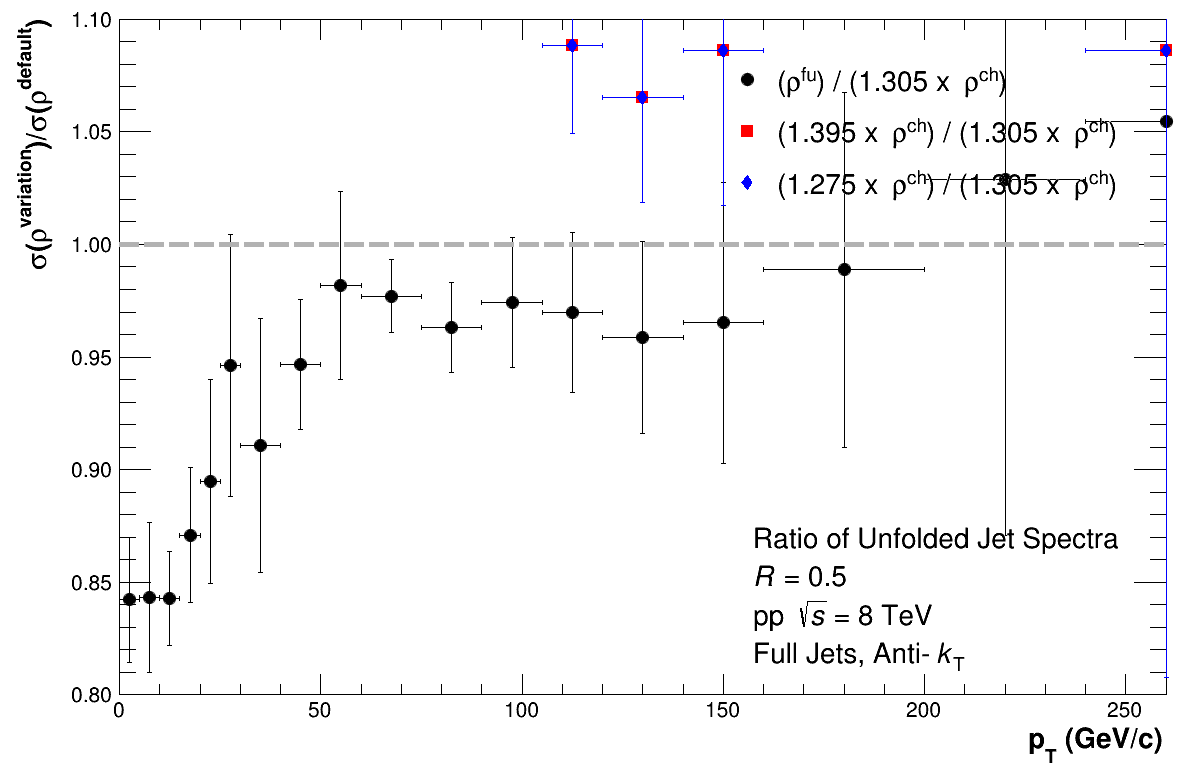 σ(ρ^variation)/σ(ρ^default)
1.10
1.05
1.00
0.95
0.90
0.85
0.80
(ρ^fu) / (1.305 x ρ^ch)
(1.395 x ρ^ch) / (1.305 x ρ^ch)
(1.275 x ρ^ch) / (1.305 x ρ^ch)
Ratio of Unfolded Jet Spectra
R = 0.5
pp √s = 8 TeV
Full Jets, Anti- k_T
0 50 100 150 200 250
p_T (GeV/c)